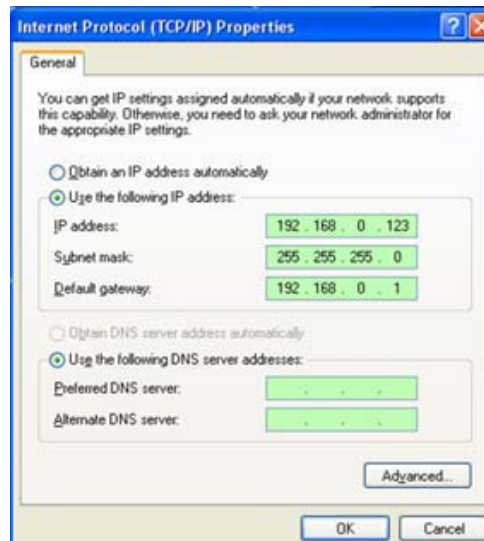 Internet Protocol (TCP/IP) Properties
General
You can get IP settings assigned automatically if your network supports
this capability. Otherwise, you need to ask your network administrator for
the appropriate IP settings.
Obtain an IP address automatically
Use the following IP address:
IP address: 192 . 168 . 0 . 123
Subnet mask: 255 . 255 . 255 . 0
Default gateway: 192 . 168 . 0 . 1
Obtain DNS server address automatically
Use the following DNS server addresses:
Preferred DNS server: . . .
Alternate DNS server: . . .
Advanced...
OK Cancel